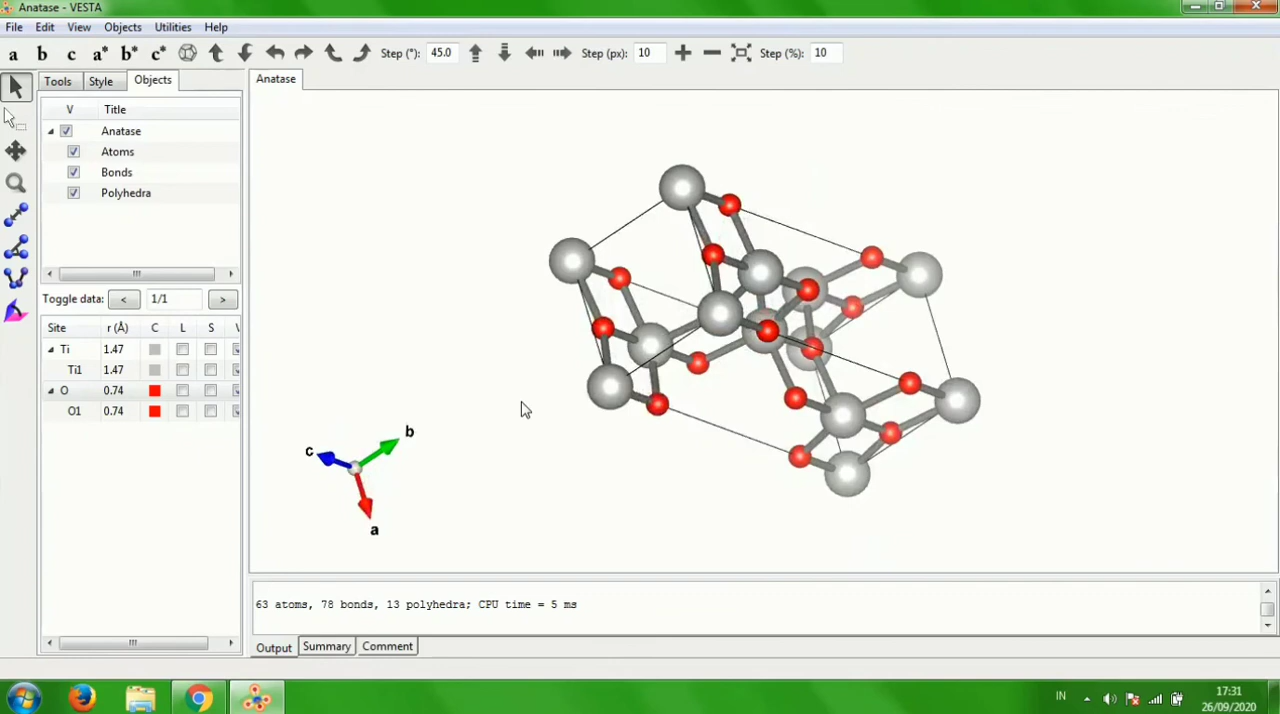 Anatase - VESTA
File Edit View Objects Utilities Help
a b c a* b* c* Step (°): 45.0 Step (px): 10 Step (%): 10
Tools Style Objects
Anatase
V Title
Anatase
Atoms
Bonds
Polyhedra
Toggle data: < 1/1 >
Site r (Å) C L S V
Ti 1.47
Ti1 1.47
O 0.74
O1 0.74
c b
a
63 atoms, 78 bonds, 13 polyhedra; CPU time = 5 ms
Output Summary Comment
IN 17:31
26/09/2020